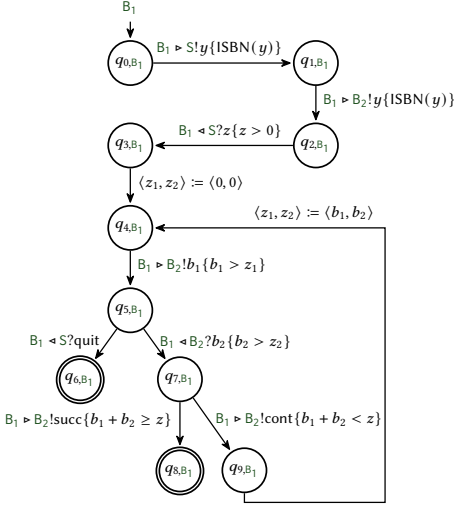 B₁
q₀,B₁ B₁ ▹ S!y{ISBN(y)} q₁,B₁
B₁ ▹ B₂!y{ISBN(y)}
q₃,B₁ B₁ ◃ S?z{z > 0} q₂,B₁
⟨z₁, z₂⟩ := ⟨0, 0⟩
⟨z₁, z₂⟩ := ⟨b₁, b₂⟩
q₄,B₁
B₁ ▹ B₂!b₁{b₁ > z₁}
q₅,B₁
B₁ ◃ S?quit B₁ ◃ B₂?b₂{b₂ > z₂}
q₆,B₁ q₇,B₁
B₁ ▹ B₂!succ{b₁ + b₂ ≥ z} B₁ ▹ B₂!cont{b₁ + b₂ < z}
q₈,B₁ q₉,B₁